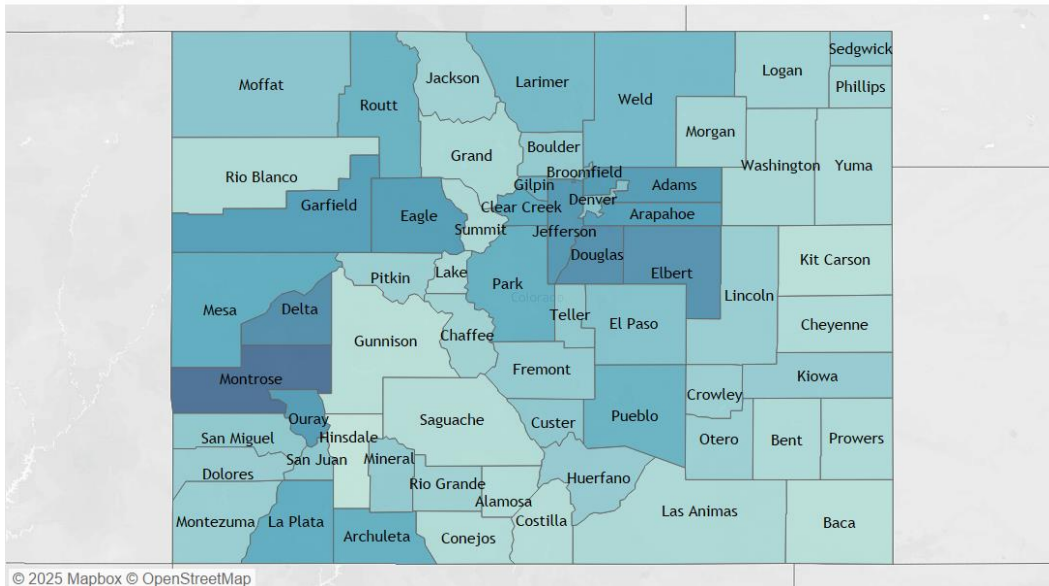 Sedgwick
Logan
Jackson
Larimer
Moffat
Phillips
Weld
Routt
Morgan
Boulder
Grand
Washington
Yuma
Broomfield
Rio Blanco
Gilpin
Adams
Denver
Garfield
Clear Creek
Eagle
Arapahoe
Summit
Jefferson
Douglas
Kit Carson
Lake
Elbert
Pitkin
Park
Lincoln
Colorado
Mesa
Delta
Teller
El Paso
Cheyenne
Chaffee
Gunnison
Fremont
Kiowa
Montrose
Crowley
Pueblo
Ouray
Saguache
Custer
San Miguel
Hinsdale
Otero
Bent
Prowers
San Juan
Mineral
Dolores
Huerfano
Rio Grande
Alamosa
Las Animas
Montezuma
La Plata
Costilla
Baca
Archuleta
Conejos
© 2025 Mapbox © OpenStreetMap